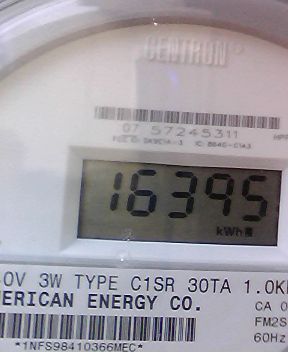 CENTRON®
07 57245311
16395
kWh
0V 3W TYPE C1SR 30TA 1.0K
ERICAN ENERGY CO.
CA 0
FM2S
60Hz
*1NFS98410366MEC*